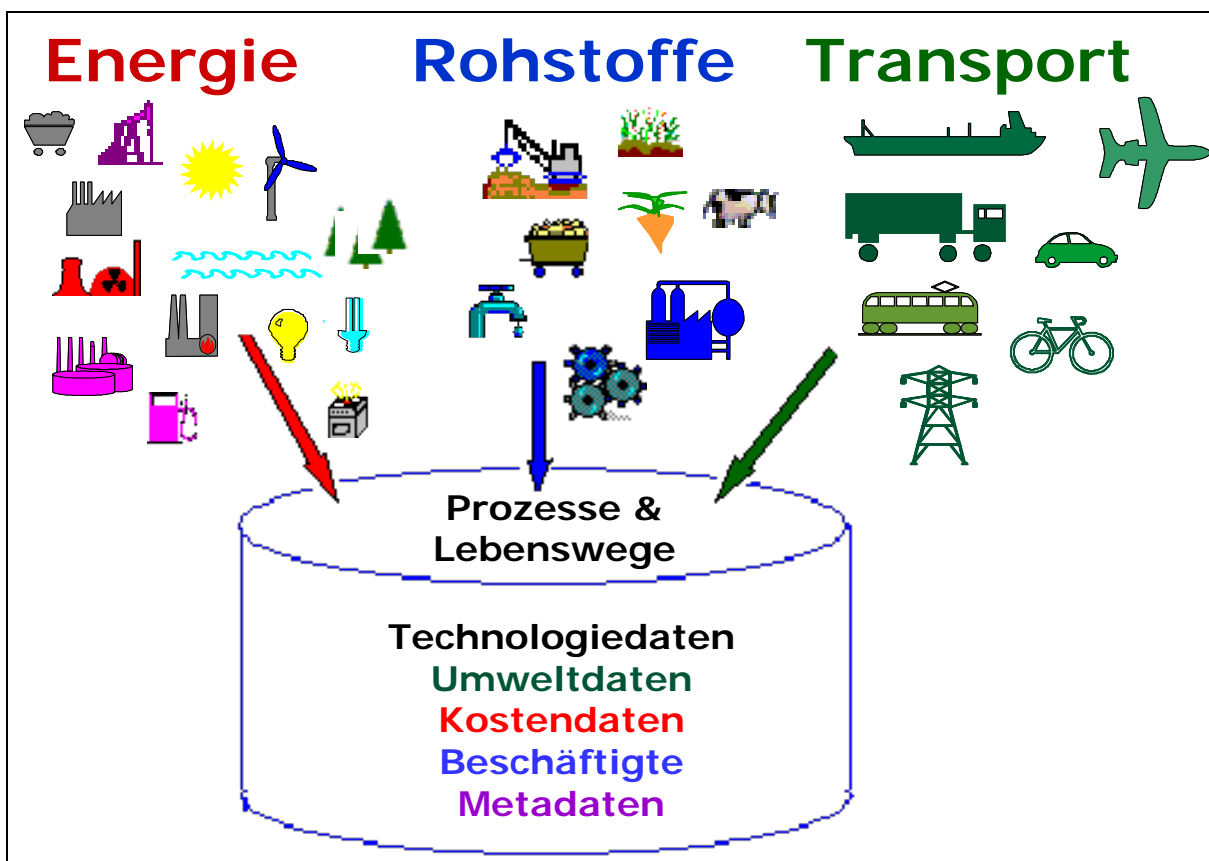 Energie Rohstoffe Transport
Prozesse &
Lebenswege
Technologiedaten
Umweltdaten
Kostendaten
Beschäftigte
Metadaten